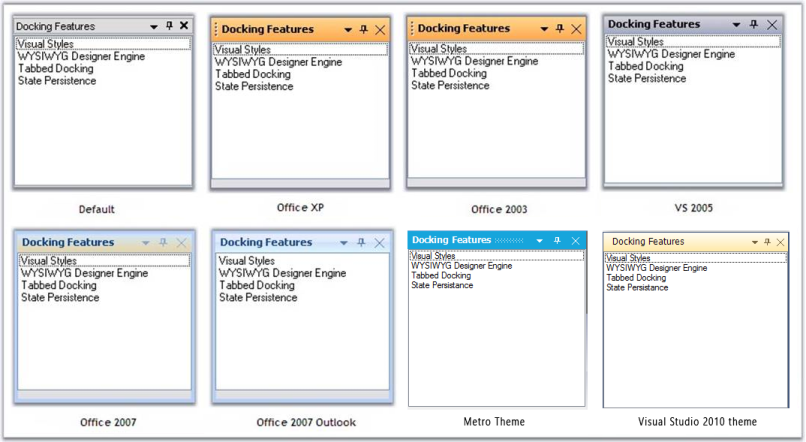 Docking Features
Visual Styles
WYSIWYG Designer Engine
Tabbed Docking
State Persistence
Default
Docking Features
Visual Styles
WYSIWYG Designer Engine
Tabbed Docking
State Persistence
Office XP
Docking Features
Visual Styles
WYSIWYG Designer Engine
Tabbed Docking
State Persistence
Office 2003
Docking Features
Visual Styles
WYSIWYG Designer Engine
Tabbed Docking
State Persistence
VS 2005
Docking Features
Visual Styles
WYSIWYG Designer Engine
Tabbed Docking
State Persistence
Office 2007
Docking Features
Visual Styles
WYSIWYG Designer Engine
Tabbed Docking
State Persistence
Office 2007 Outlook
Docking Features
Visual Styles
WYSIWYG Designer Engine
Tabbed Docking
State Persistance
Metro Theme
Docking Features
Visual Styles
WYSIWYG Designer Engine
Tabbed Docking
State Persistence
Visual Studio 2010 theme